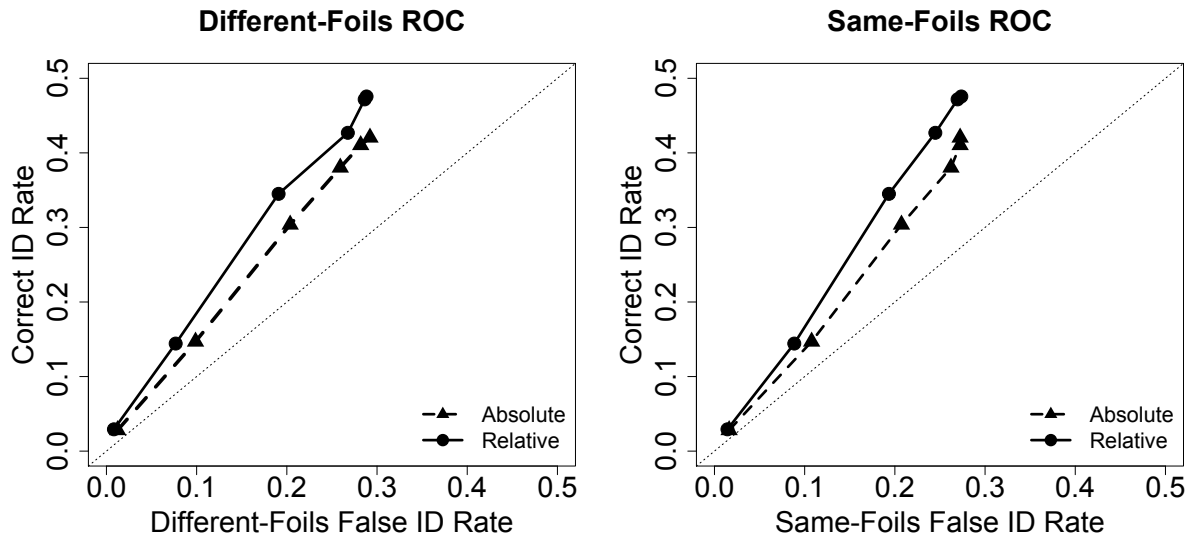 Different-Foils ROC
Correct ID Rate
0.5
0.4
0.3
0.2
0.1
0.0
Absolute
Relative
0.0 0.1 0.2 0.3 0.4 0.5
Different-Foils False ID Rate
Same-Foils ROC
Correct ID Rate
0.5
0.4
0.3
0.2
0.1
0.0
Absolute
Relative
0.0 0.1 0.2 0.3 0.4 0.5
Same-Foils False ID Rate